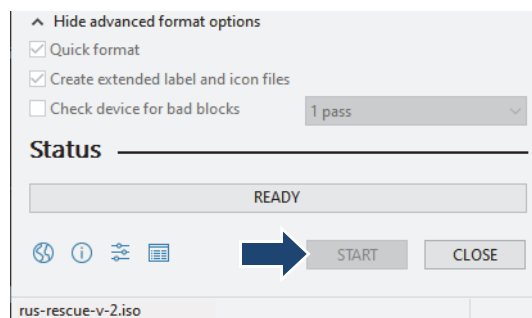 Hide advanced format options
Quick format
Create extended label and icon files
Check device for bad blocks 1 pass
Status
READY
START CLOSE
rus-rescue-v-2.iso